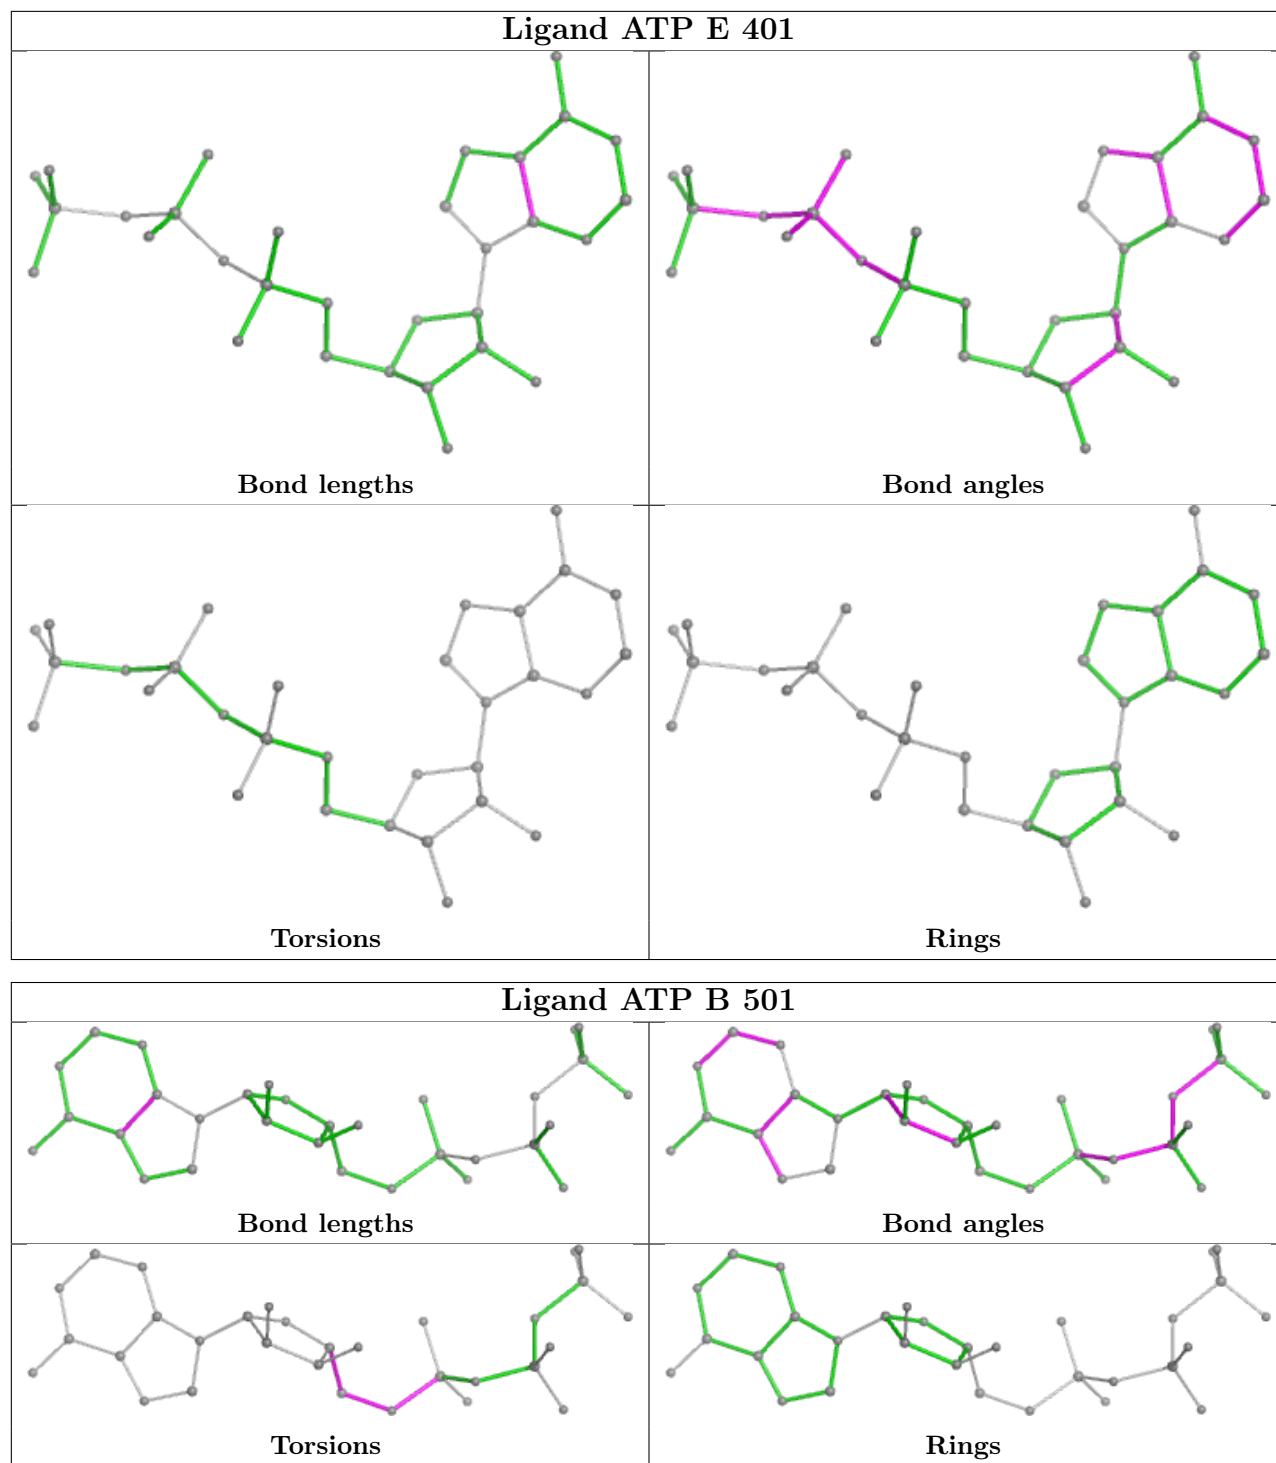 Ligand ATP E 401
Bond lengths
Bond angles
Torsions
Rings
Ligand ATP B 501
Bond lengths
Bond angles
Torsions
Rings